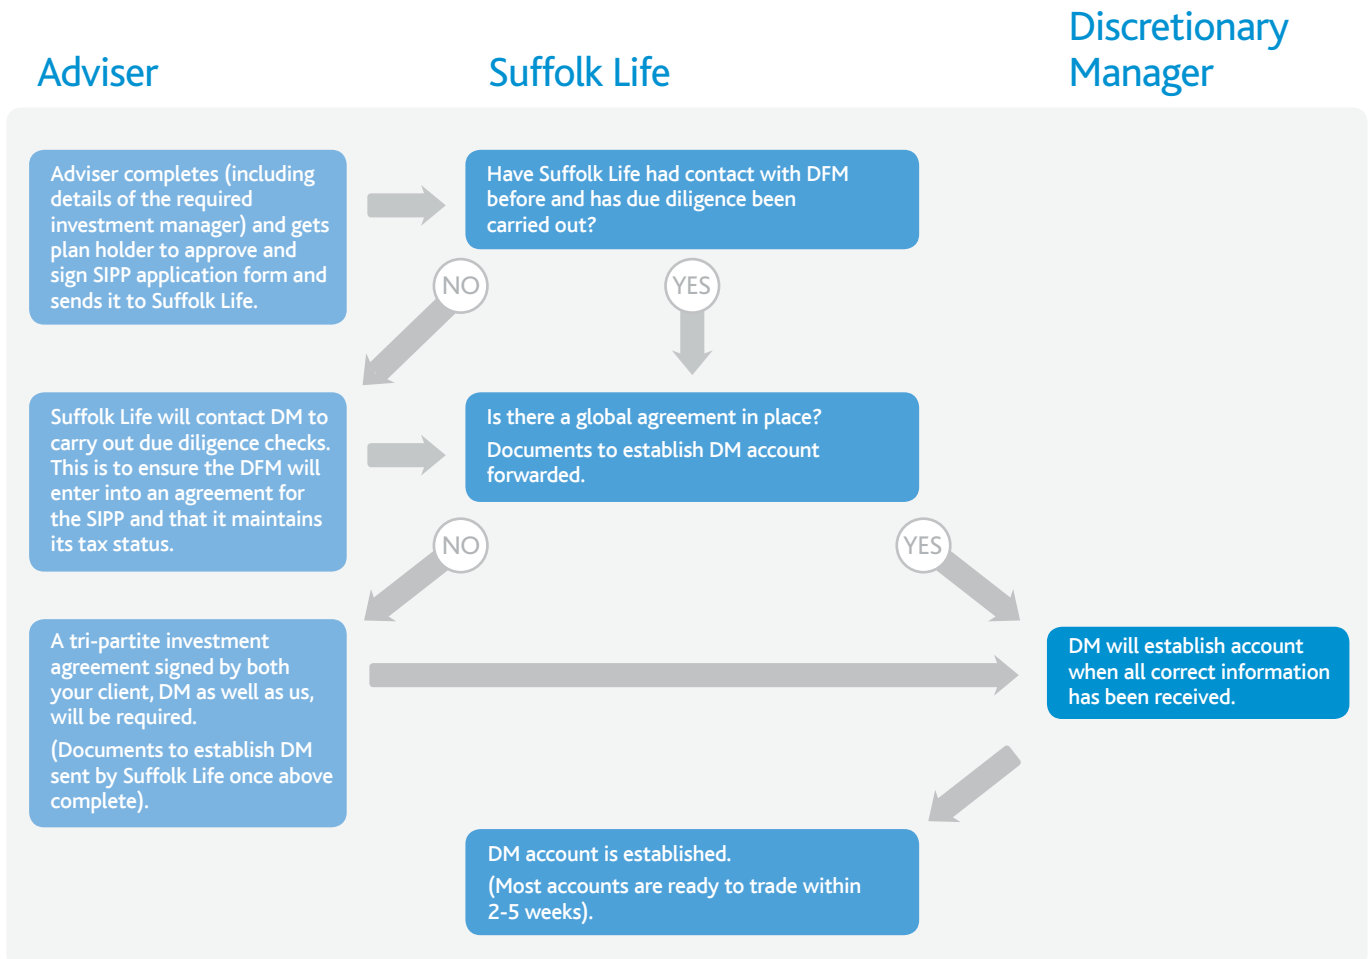 Adviser
Suffolk Life
Discretionary
Manager
Adviser completes (including
details of the required
investment manager) and gets
plan holder to approve and
sign SIPP application form and
sends it to Suffolk Life.
Have Suffolk Life had contact with DFM
before and has due diligence been
carried out?
NO
YES
Suffolk Life will contact DM to
carry out due diligence checks.
This is to ensure the DFM will
enter into an agreement for
the SIPP and that it maintains
its tax status.
Is there a global agreement in place?
Documents to establish DM account
forwarded.
NO
YES
A tri-partite investment
agreement signed by both
your client, DM as well as us,
will be required.
(Documents to establish DM
sent by Suffolk Life once above
complete).
DM will establish account
when all correct information
has been received.
DM account is established.
(Most accounts are ready to trade within
2-5 weeks).